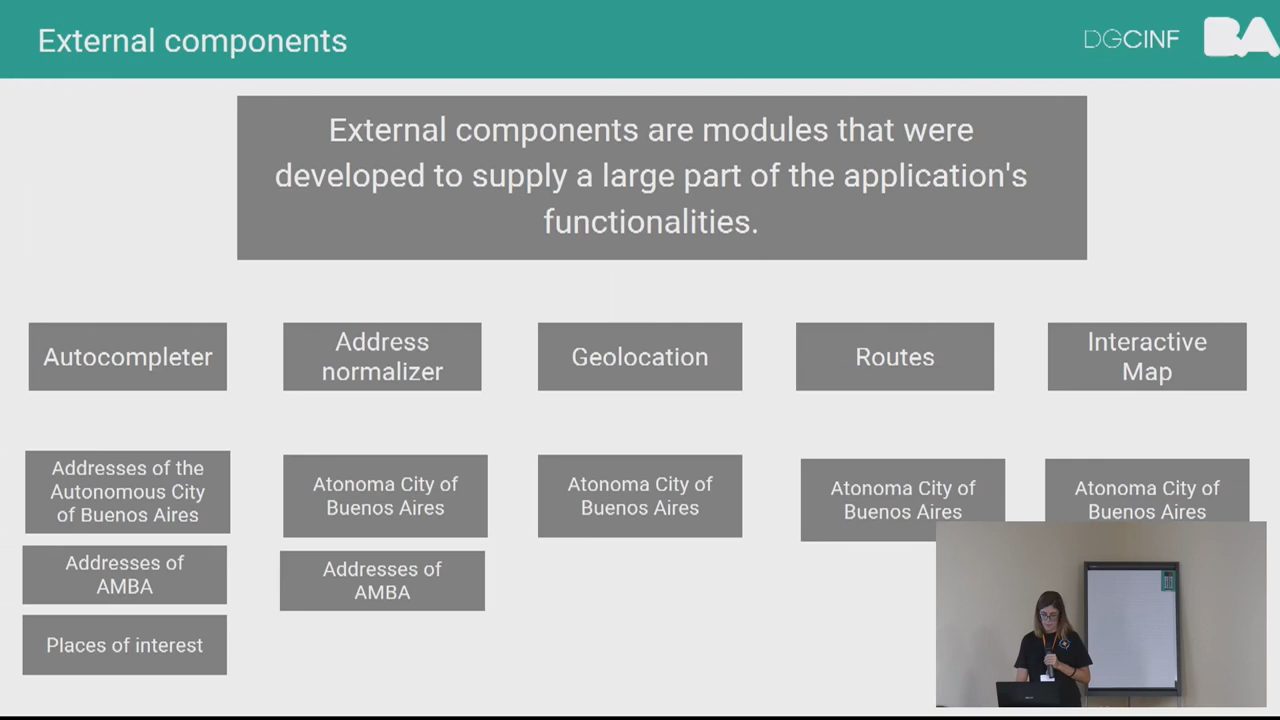 External components
DGCINF
BA
External components are modules that were
developed to supply a large part of the application's
functionalities.
Autocompleter
Address
normalizer
Geolocation
Routes
Interactive
Map
Addresses of the
Autonomous City
of Buenos Aires
Addresses of
AMBA
Places of interest
Atonoma City of
Buenos Aires
Addresses of
AMBA
Atonoma City of
Buenos Aires
Atonoma City of
Buenos Aires
Atonoma City of
Buenos Aires